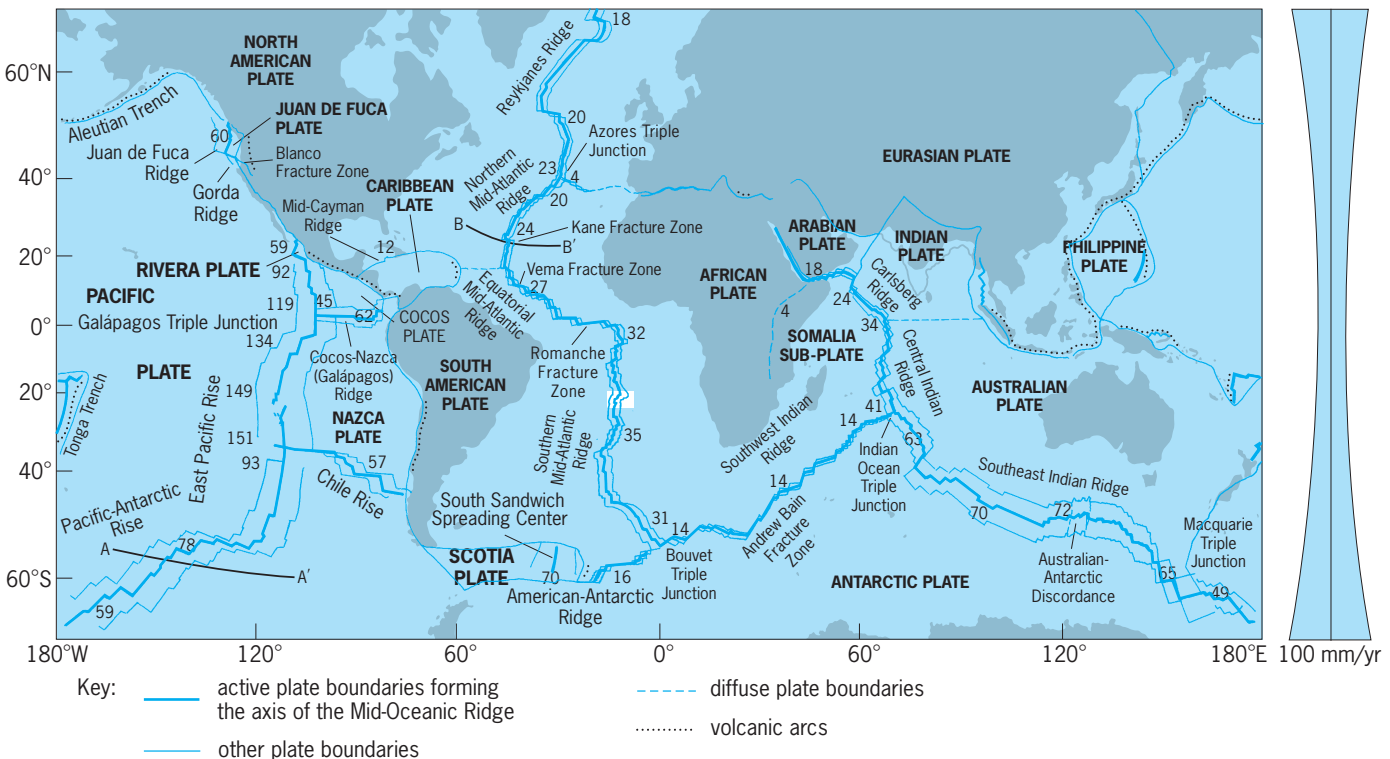 18
NORTH
AMERICAN
PLATE
60°N
Reykjanes Ridge
Aleutian Trench
JUAN DE FUCA
PLATE
60
20
Azores Triple
Junction
Juan de Fuca
Ridge
Blanco
Fracture Zone
EURASIAN PLATE
23
4
40°
Northern
Mid-Atlantic
Ridge
CARIBBEAN
PLATE
Gorda
Ridge
20
Mid-Cayman
Ridge
B
24
Kane Fracture Zone
B′
ARABIAN
PLATE
INDIAN
PLATE
PHILIPPINE
PLATE
59
12
20°
RIVERA PLATE
92
Vema Fracture Zone
AFRICAN
PLATE
18
Carlsberg
Ridge
PACIFIC
119
45
27
24
Equatorial
Mid-Atlantic
Ridge
62
COCOS
PLATE
4
34
Galápagos Triple Junction
0°
134
32
SOMALIA
SUB-PLATE
Central Indian
Ridge
Cocos-Nazca
(Galápagos)
Ridge
Romanche
Fracture
Zone
SOUTH
AMERICAN
PLATE
PLATE
149
AUSTRALIAN
PLATE
20°
Tonga Trench
East Pacific Rise
NAZCA
PLATE
41
14
151
35
Southern
Mid-Atlantic
Ridge
Southwest Indian
Ridge
63
Indian
Ocean
Triple
Junction
93
57
40°
Chile Rise
14
Southeast Indian Ridge
Pacific-Antarctic
Rise
South Sandwich
Spreading Center
31
14
Andrew Bain
Fracture
Zone
70
72
Macquarie
Triple
Junction
A
78
SCOTIA
PLATE
Bouvet
Triple
Junction
Australian-
Antarctic
Discordance
60°S
A′
70
16
ANTARCTIC PLATE
65
49
American-Antarctic
Ridge
59
180°W
120°
60°
0°
60°
120°
180°E
100 mm/yr
Key:
active plate boundaries forming
the axis of the Mid-Oceanic Ridge
other plate boundaries
diffuse plate boundaries
volcanic arcs